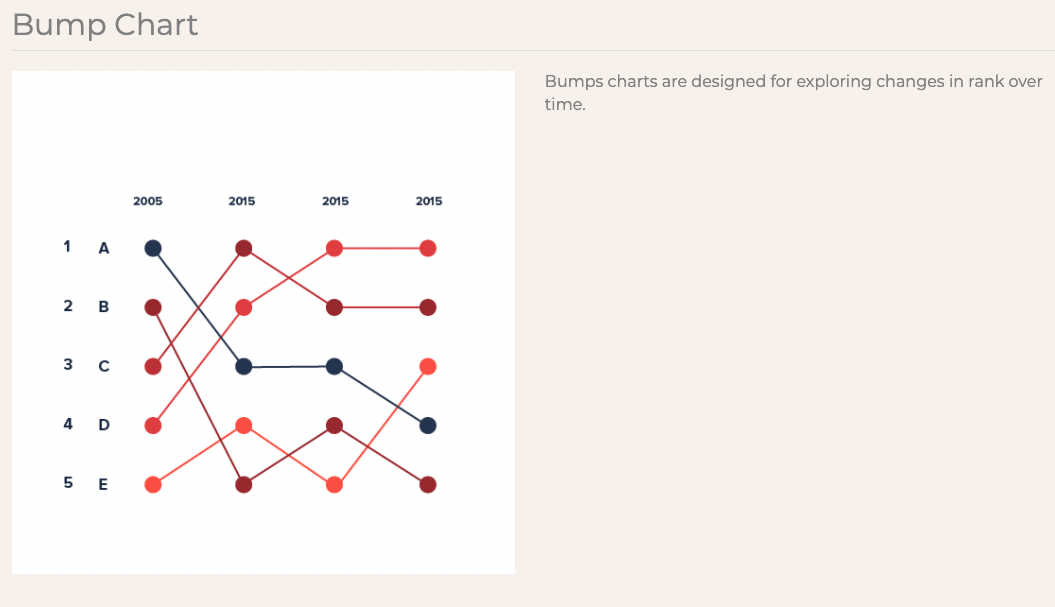 Bump Chart
Bumps charts are designed for exploring changes in rank over
time.
2005 2015 2015 2015
1 A
2 B
3 C
4 D
5 E